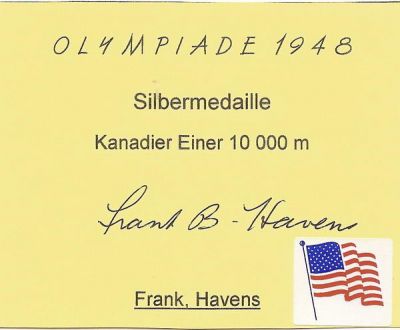 OLYMPIADE 1948
Silbermedaille
Kanadier Einer 10 000 m
Frank B - Havens
Frank, Havens